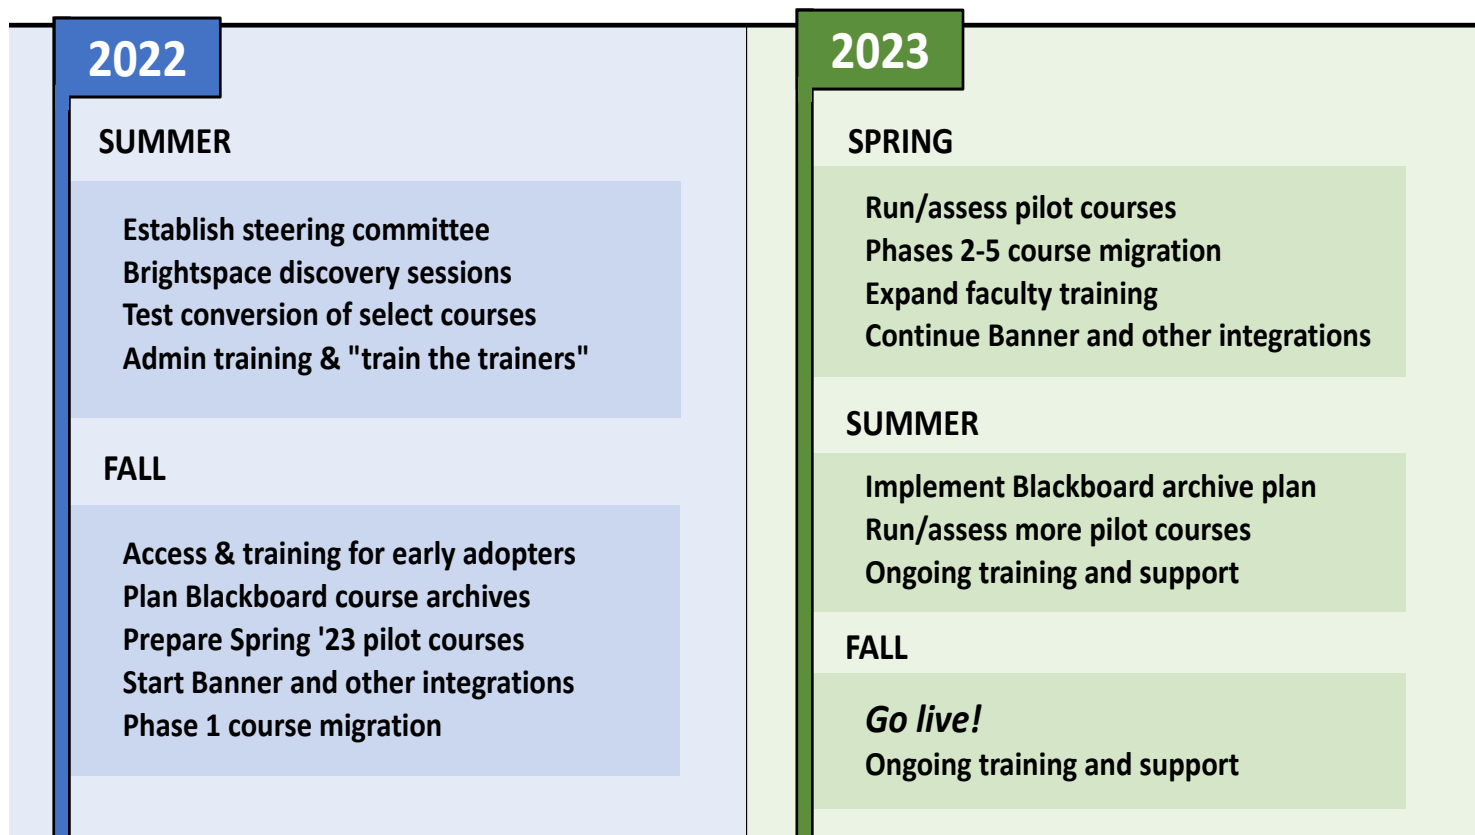 2022
SUMMER
Establish steering committee
Brightspace discovery sessions
Test conversion of select courses
Admin training & "train the trainers"
FALL
Access & training for early adopters
Plan Blackboard course archives
Prepare Spring '23 pilot courses
Start Banner and other integrations
Phase 1 course migration
2023
SPRING
Run/assess pilot courses
Phases 2-5 course migration
Expand faculty training
Continue Banner and other integrations
SUMMER
Implement Blackboard archive plan
Run/assess more pilot courses
Ongoing training and support
FALL
Go live!
Ongoing training and support